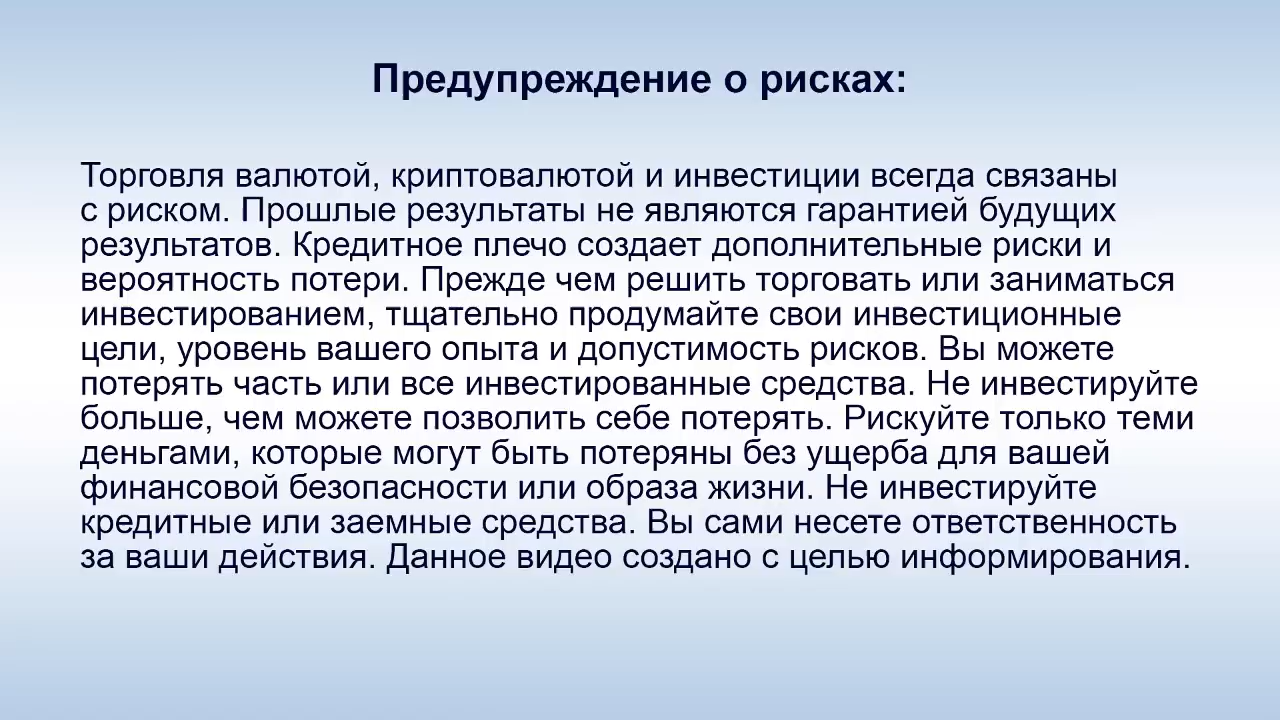 Предупреждение о рисках:
Торговля валютой, криптовалютой и инвестиции всегда связаны
с риском. Прошлые результаты не являются гарантией будущих
результатов. Кредитное плечо создает дополнительные риски и
вероятность потери. Прежде чем решить торговать или заниматься
инвестированием, тщательно продумайте свои инвестиционные
цели, уровень вашего опыта и допустимость рисков. Вы можете
потерять часть или все инвестированные средства. Не инвестируйте
больше, чем можете позволить себе потерять. Рискуйте только теми
деньгами, которые могут быть потеряны без ущерба для вашей
финансовой безопасности или образа жизни. Не инвестируйте
кредитные или заемные средства. Вы сами несете ответственность
за ваши действия. Данное видео создано с целью информирования.